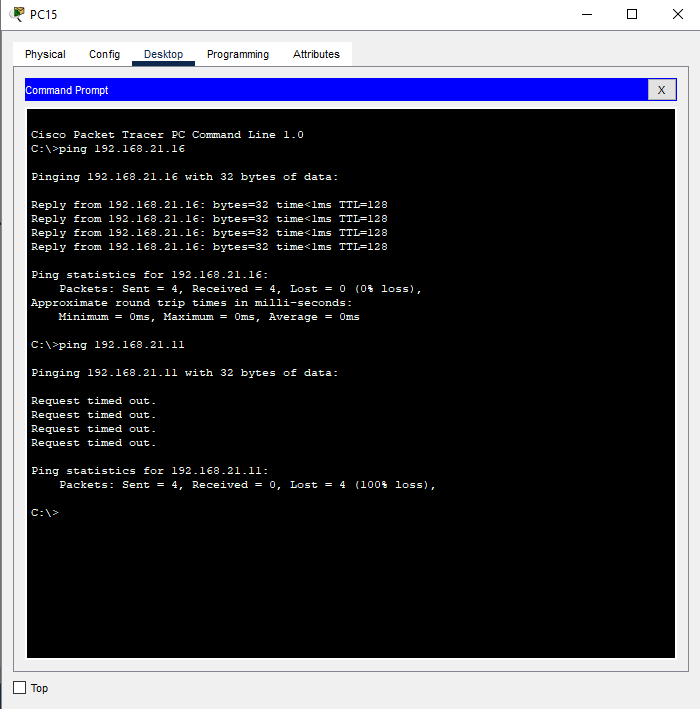 PC15
Physical Config Desktop Programming Attributes
Command Prompt X
Cisco Packet Tracer PC Command Line 1.0
C:\>ping 192.168.21.16
Pinging 192.168.21.16 with 32 bytes of data:
Reply from 192.168.21.16: bytes=32 time<1ms TTL=128
Reply from 192.168.21.16: bytes=32 time<1ms TTL=128
Reply from 192.168.21.16: bytes=32 time<1ms TTL=128
Reply from 192.168.21.16: bytes=32 time<1ms TTL=128
Ping statistics for 192.168.21.16:
Packets: Sent = 4, Received = 4, Lost = 0 (0% loss),
Approximate round trip times in milli-seconds:
Minimum = 0ms, Maximum = 0ms, Average = 0ms
C:\>ping 192.168.21.11
Pinging 192.168.21.11 with 32 bytes of data:
Request timed out.
Request timed out.
Request timed out.
Request timed out.
Ping statistics for 192.168.21.11:
Packets: Sent = 4, Received = 0, Lost = 4 (100% loss),
C:\>
Top